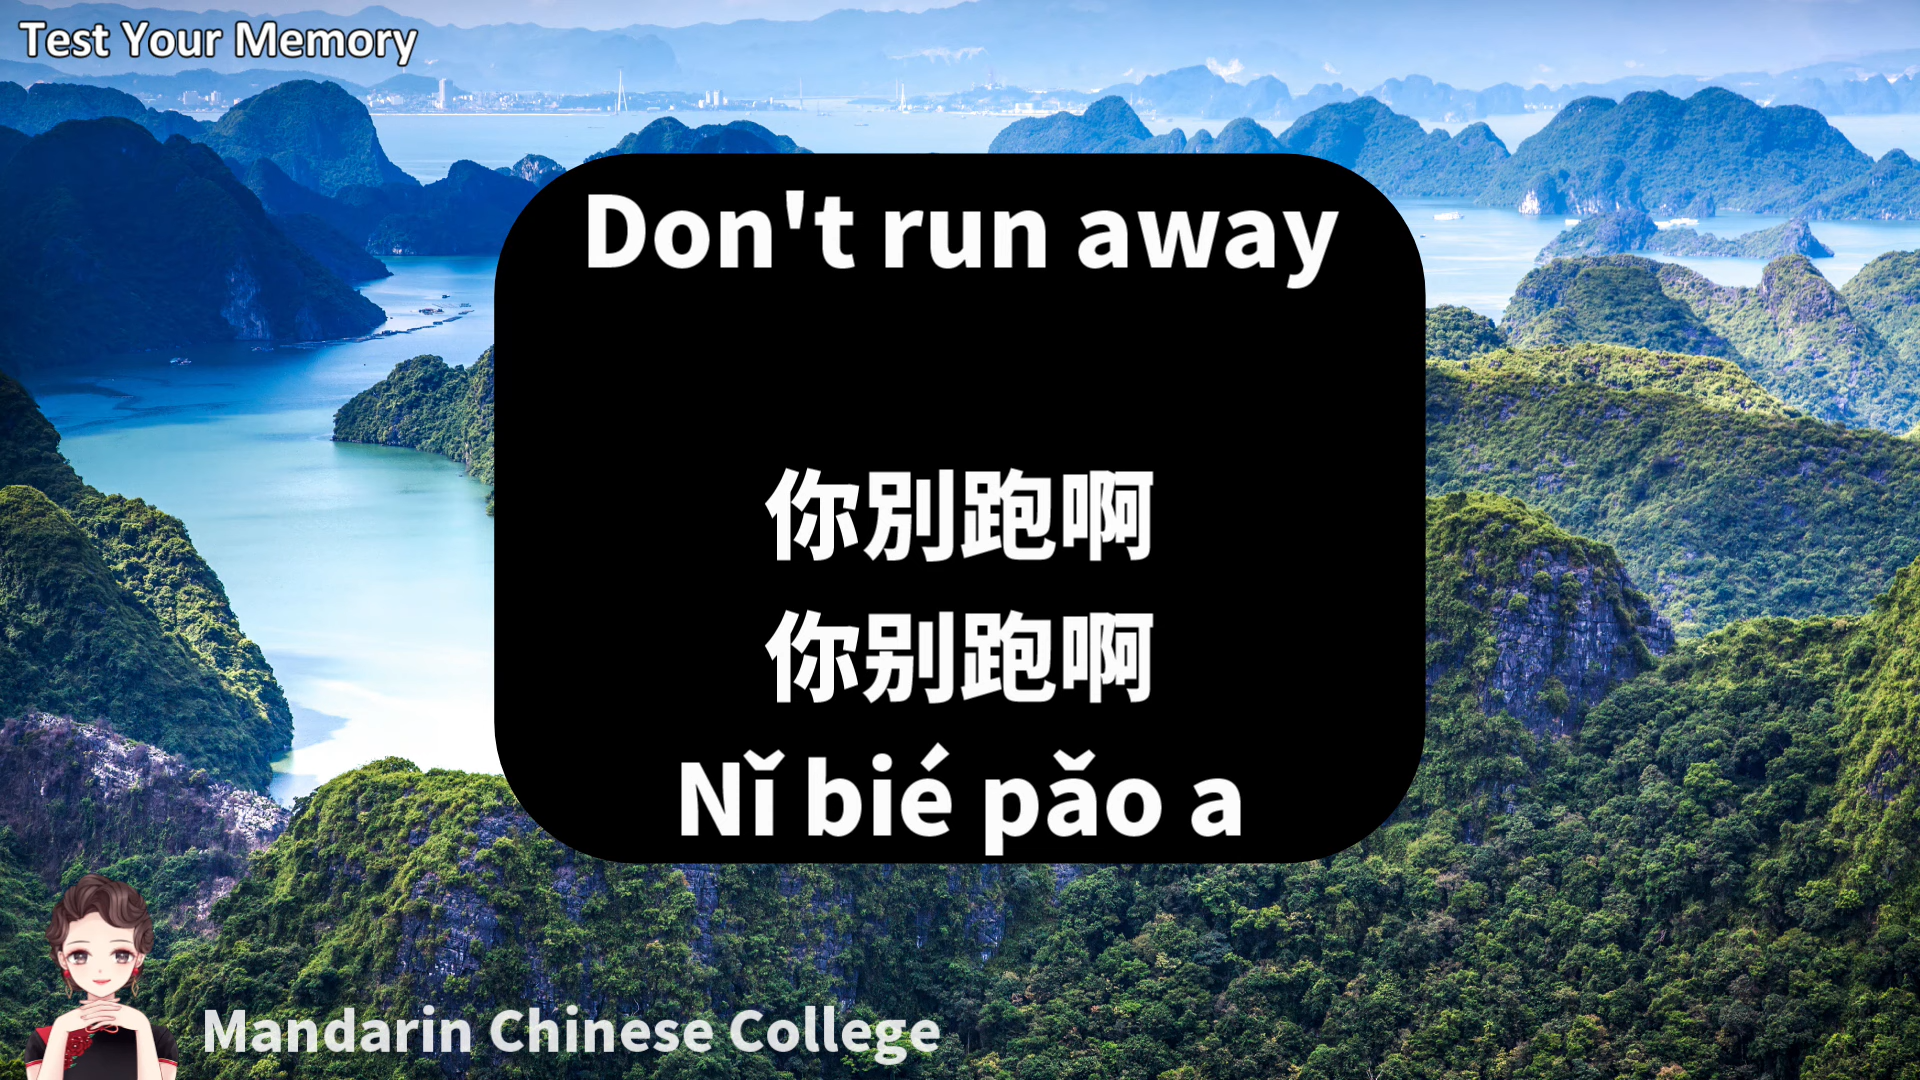 Test Your Memory
Don't run away
你別跑啊
你别跑啊
Nǐ bié pǎo a
Mandarin Chinese College